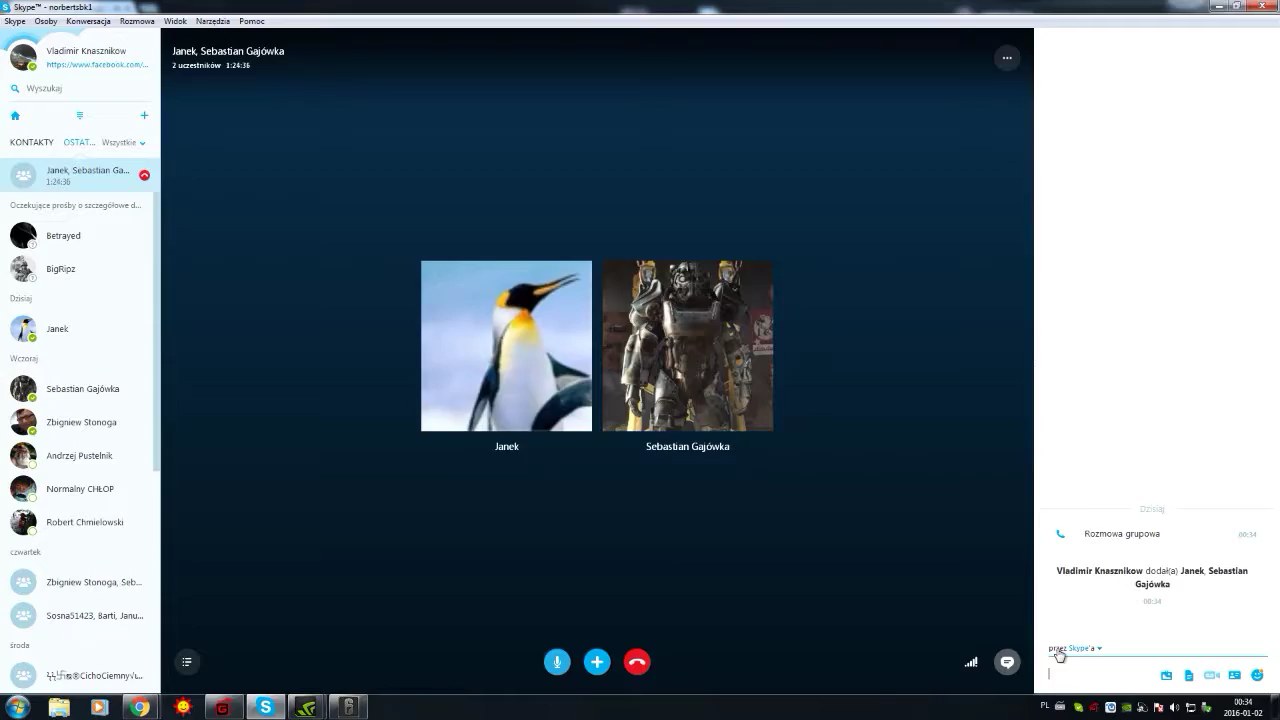 Skype™ - norbertsbk1
Skype Osoby Konwersacja Rozmowa Widok Narzędzia Pomoc
Vladimir Knasznikow
https://www.facebook.com/...
Wyszukaj
KONTAKTY OSTAT... Wszystkie
Janek, Sebastian Ga...
1:24:36
Oczekujące prośby o szczegółowe d...
Betrayed
BigRipz
Dzisiaj
Janek
Wczoraj
Sebastian Gajówka
Zbigniew Stonoga
Andrzej Pustelnik
Normalny CHŁOP
Robert Chmielowski
czwartek
Zbigniew Stonoga, Seb...
Sosna51423, Barti, Janu...
środa
Janek, Sebastian Gajówka
2 uczestników 1:24:36
Janek
Sebastian Gajówka
Dzisiaj
Rozmowa grupowa 00:34
Vladimir Knasznikow dodał(a) Janek, Sebastian
Gajówka
00:34
przez Skype'a
PL
00:34
2016-01-02